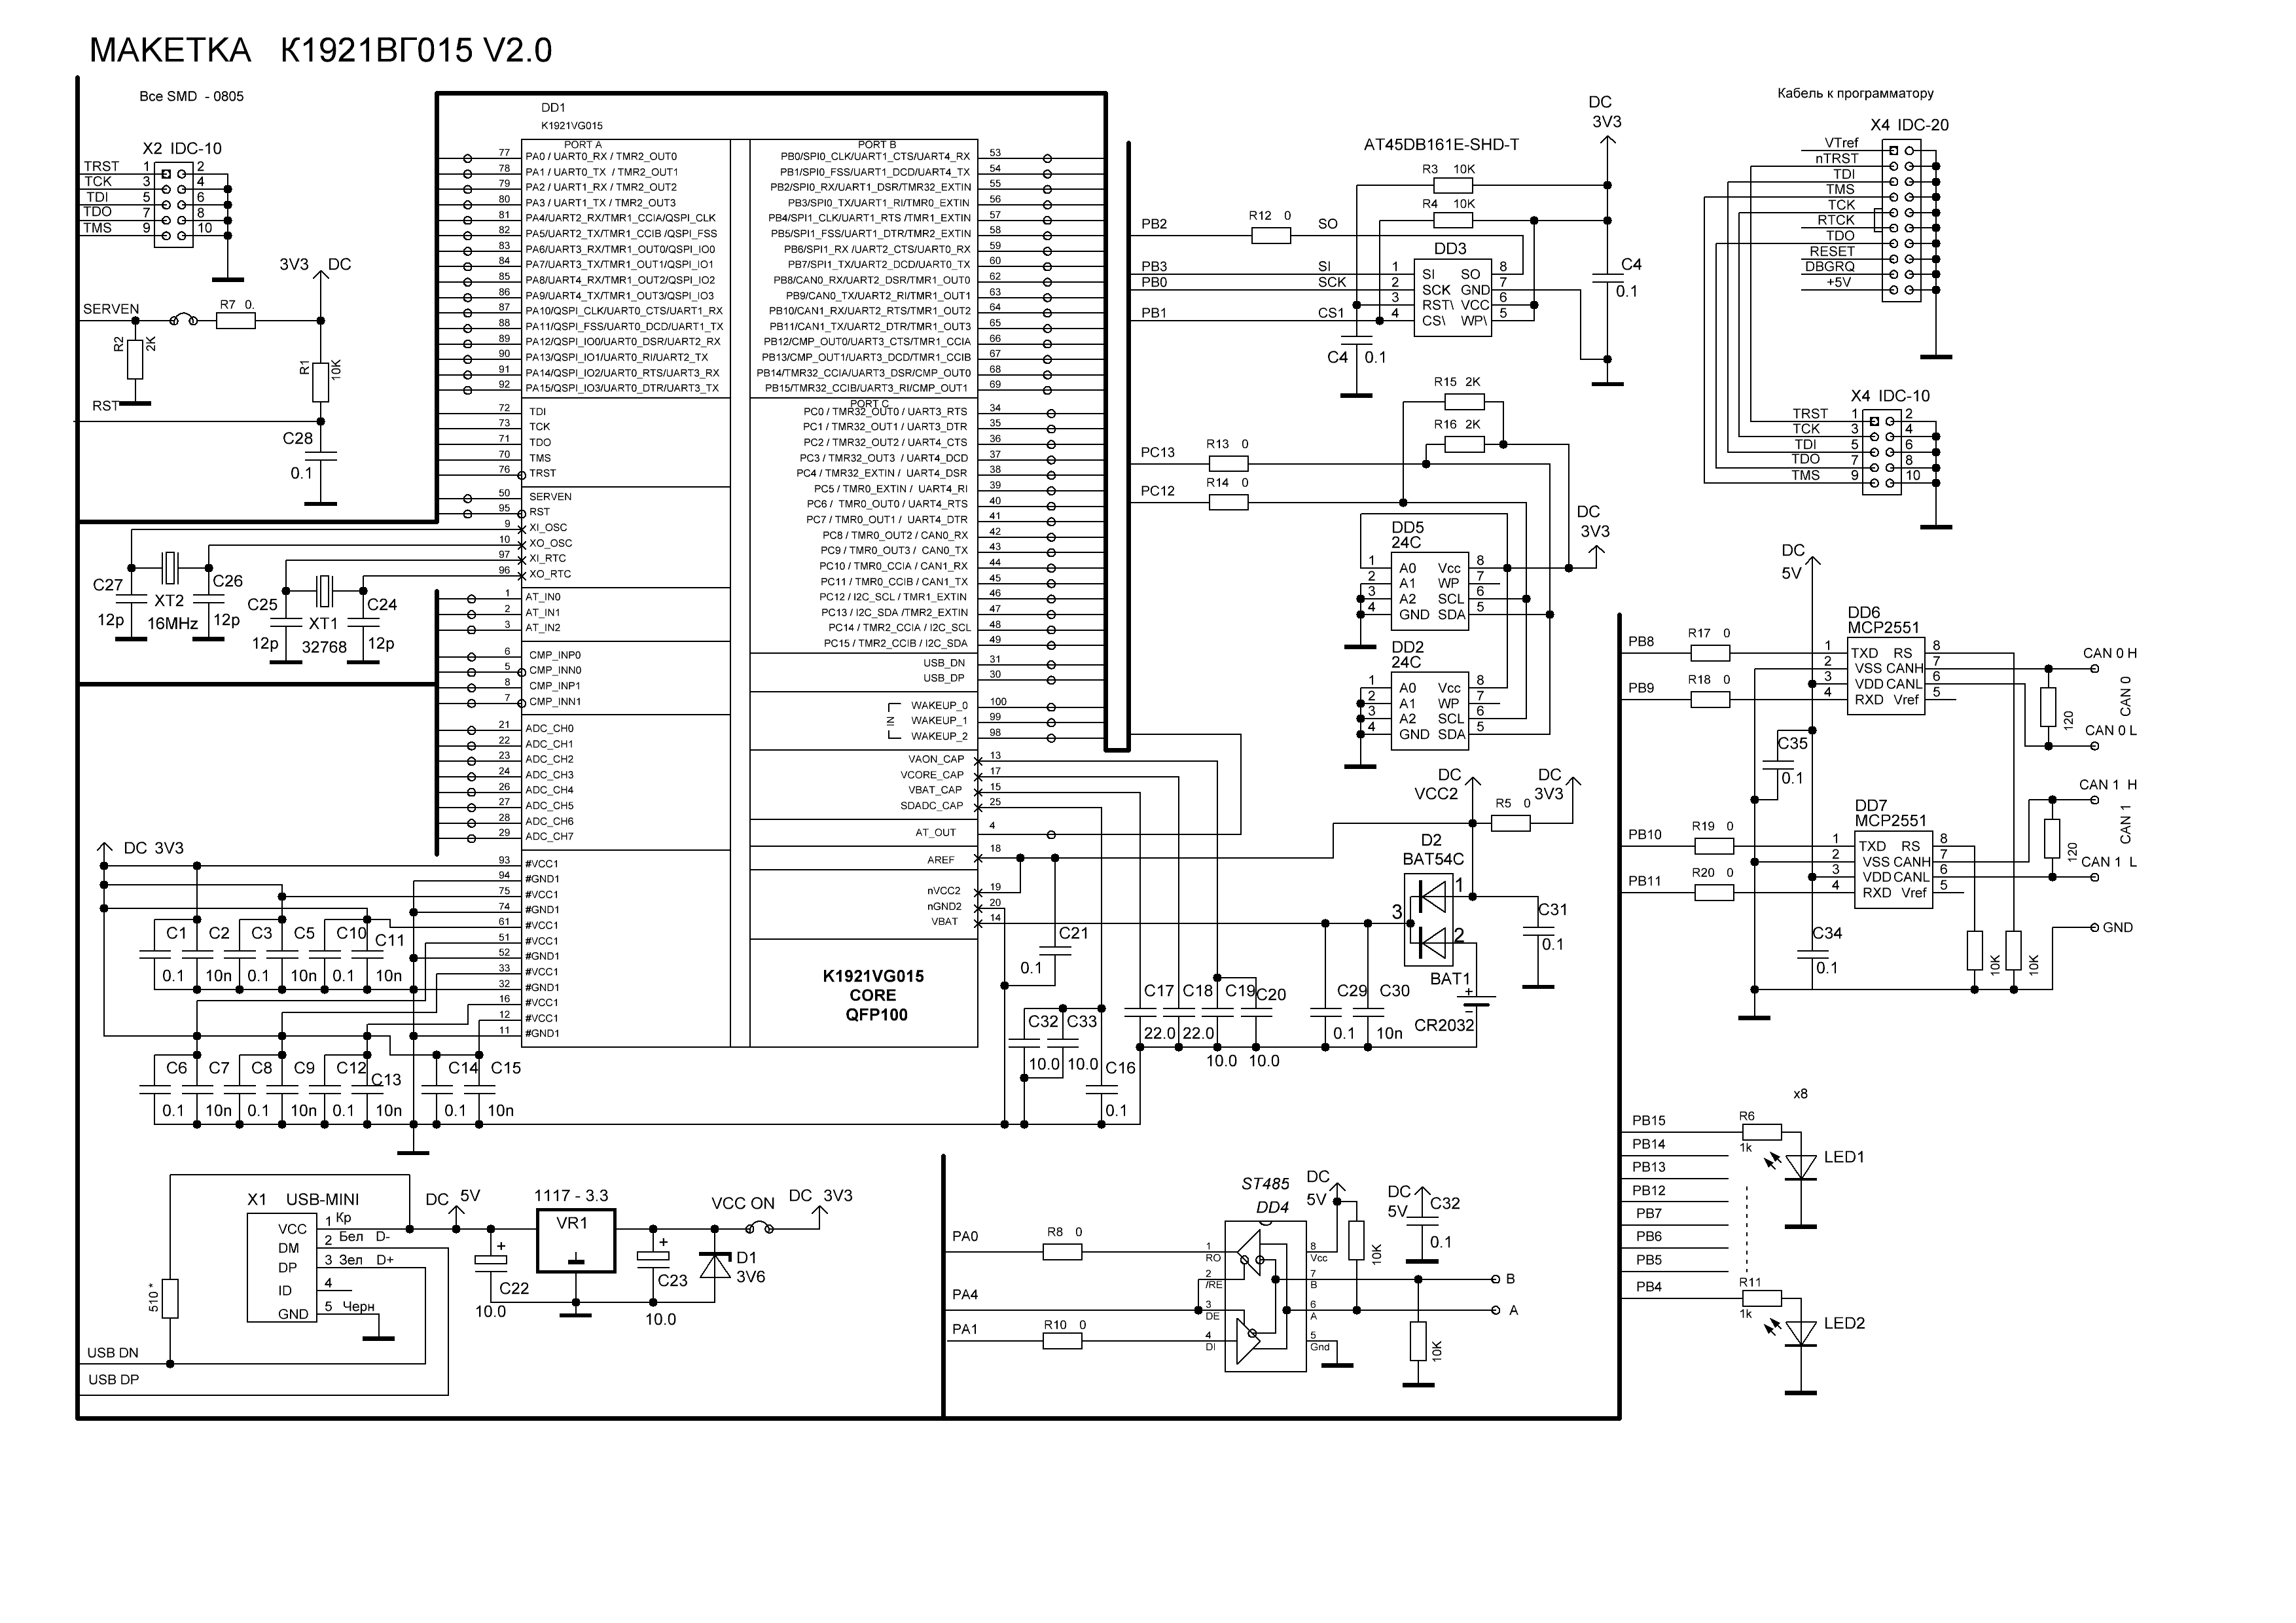 МАКЕТКА К1921ВГ015 V2.0
Все SMD - 0805
X2 IDC-10
TRST 1 2
TCK 3 4
TDI 5 6
TDO 7 8
TMS 9 10
3V3 DC
SERVEN
R7 0.
R2 2K
R1 10K
RST
C28
0.1
C27 12p
XT2 16MHz
C26 12p
C25 12p
XT1 32768
C24 12p
DD1
K1921VG015
PORT A
77 PA0 / UART0_RX / TMR2_OUT0
78 PA1 / UART0_TX / TMR2_OUT1
79 PA2 / UART1_RX / TMR2_OUT2
80 PA3 / UART1_TX / TMR2_OUT3
81 PA4/UART2_RX/TMR1_CCIA/QSPI_CLK
82 PA5/UART2_TX/TMR1_CCIB /QSPI_FSS
83 PA6/UART3_RX/TMR1_OUT0/QSPI_IO0
84 PA7/UART3_TX/TMR1_OUT1/QSPI_IO1
85 PA8/UART4_RX/TMR1_OUT2/QSPI_IO2
86 PA9/UART4_TX/TMR1_OUT3/QSPI_IO3
87 PA10/QSPI_CLK/UART0_CTS/UART1_RX
88 PA11/QSPI_FSS/UART0_DCD/UART1_TX
89 PA12/QSPI_IO0/UART0_DSR/UART2_RX
90 PA13/QSPI_IO1/UART0_RI/UART2_TX
91 PA14/QSPI_IO2/UART0_RTS/UART3_RX
92 PA15/QSPI_IO3/UART0_DTR/UART3_TX
72 TDI
73 TCK
71 TDO
70 TMS
76 TRST
50 SERVEN
95 RST
9 XI_OSC
10 XO_OSC
97 XI_RTC
96 XO_RTC
1 AT_IN0
2 AT_IN1
3 AT_IN2
6 CMP_INP0
5 CMP_INN0
8 CMP_INP1
7 CMP_INN1
21 ADC_CH0
22 ADC_CH1
23 ADC_CH2
24 ADC_CH3
26 ADC_CH4
27 ADC_CH5
28 ADC_CH6
29 ADC_CH7
93 #VCC1
94 #GND1
75 #VCC1
74 #GND1
61 #VCC1
51 #VCC1
52 #GND1
33 #VCC1
32 #GND1
16 #VCC1
12 #VCC1
11 #GND1
PORT B
PB0/SPI0_CLK/UART1_CTS/UART4_RX 53
PB1/SPI0_FSS/UART1_DCD/UART4_TX 54
PB2/SPI0_RX/UART1_DSR/TMR32_EXTIN 55
PB3/SPI0_TX/UART1_RI/TMR0_EXTIN 56
PB4/SPI1_CLK/UART1_RTS /TMR1_EXTIN 57
PB5/SPI1_FSS/UART1_DTR/TMR2_EXTIN 58
PB6/SPI1_RX /UART2_CTS/UART0_RX 59
PB7/SPI1_TX/UART2_DCD/UART0_TX 60
PB8/CAN0_RX/UART2_DSR/TMR1_OUT0 62
PB9/CAN0_TX/UART2_RI/TMR1_OUT1 63
PB10/CAN1_RX/UART2_RTS/TMR1_OUT2 64
PB11/CAN1_TX/UART2_DTR/TMR1_OUT3 65
PB12/CMP_OUT0/UART3_CTS/TMR1_CCIA 66
PB13/CMP_OUT1/UART3_DCD/TMR1_CCIB 67
PB14/TMR32_CCIA/UART3_DSR/CMP_OUT0 68
PB15/TMR32_CCIB/UART3_RI/CMP_OUT1 69
PORT C
PC0 / TMR32_OUT0 / UART3_RTS 34
PC1 / TMR32_OUT1 / UART3_DTR 35
PC2 / TMR32_OUT2 / UART4_CTS 36
PC3 / TMR32_OUT3 / UART4_DCD 37
PC4 / TMR32_EXTIN / UART4_DSR 38
PC5 / TMR0_EXTIN / UART4_RI 39
PC6 / TMR0_OUT0 / UART4_RTS 40
PC7 / TMR0_OUT1 / UART4_DTR 41
PC8 / TMR0_OUT2 / CAN0_RX 42
PC9 / TMR0_OUT3 / CAN0_TX 43
PC10 / TMR0_CCIA / CAN1_RX 44
PC11 / TMR0_CCIB / CAN1_TX 45
PC12 / I2C_SCL / TMR1_EXTIN 46
PC13 / I2C_SDA /TMR2_EXTIN 47
PC14 / TMR2_CCIA / I2C_SCL 48
PC15 / TMR2_CCIB / I2C_SDA 49
USB_DN 31
USB_DP 30
IN
WAKEUP_0 100
WAKEUP_1 99
WAKEUP_2 98
VAON_CAP 13
VCORE_CAP 17
VBAT_CAP 15
SDADC_CAP 25
AT_OUT 4
AREF 18
nVCC2 19
nGND2 20
VBAT 14
K1921VG015
CORE
QFP100
DC 3V3
C1 C2 C3 C5 C10 C11
0.1 10n 0.1 10n 0.1 10n
C6 C7 C8 C9 C12 C13 C14 C15
0.1 10n 0.1 10n 0.1 10n 0.1 10n
C21
0.1
C32 C33
10.0 10.0
C16
0.1
C17 C18 C19 C20
22.0 22.0 10.0 10.0
C29 C30
0.1 10n
AT45DB161E-SHD-T
DC
3V3
R3 10K
R4 10K
PB2 R12 0 SO
PB3 SI
PB0 SCK
PB1 CS1
DD3
1 SI SO 8
2 SCK GND 7
3 RST\ VCC 6
4 CS\ WP\ 5
C4
0.1
C4 0.1
R15 2K
R16 2K
PC13 R13 0
PC12 R14 0
DC
3V3
DD5
24C
1 A0 Vcc 8
2 A1 WP 7
3 A2 SCL 6
4 GND SDA 5
DD2
24C
1 A0 Vcc 8
2 A1 WP 7
3 A2 SCL 6
4 GND SDA 5
DC
VCC2
R5 0
DC
3V3
D2
BAT54C
1
3
2
C31
0.1
BAT1
+
–
CR2032
Кабель к программатору
X4 IDC-20
VTref
nTRST
TDI
TMS
TCK
RTCK
TDO
RESET
DBGRQ
+5V
X4 IDC-10
TRST 1 2
TCK 3 4
TDI 5 6
TDO 7 8
TMS 9 10
DC
5V
DD6
MCP2551
PB8 R17 0
PB9 R18 0
1 TXD RS 8
2 VSS CANH 7
3 VDD CANL 6
4 RXD Vref 5
CAN 0 H
CAN 0
120
CAN 0 L
C35
0.1
DD7
MCP2551
PB10 R19 0
PB11 R20 0
1 TXD RS 8
2 VSS CANH 7
3 VDD CANL 6
4 RXD Vref 5
CAN 1 H
CAN 1
120
CAN 1 L
C34
0.1
10K
10K
GND
x8
PB15
PB14
PB13
PB12
PB7
PB6
PB5
PB4
R6
1k
LED1
R11
1k
LED2
X1 USB-MINI
VCC 1 Кр
DM 2 Бел D-
DP 3 Зел D+
ID 4
GND 5 Черн
510 *
USB DN
USB DP
DC 5V
+
C22
10.0
1117 - 3.3
VR1
+
C23
10.0
VCC ON
D1
3V6
DC 3V3
PA0 R8 0
PA4
PA1 R10 0
ST485
DD4
1 RO
2 /RE
3 DE
4 DI
8 Vcc
7 B
6 A
5 Gnd
DC
5V
10K
DC
5V
C32
0.1
B
A
10K